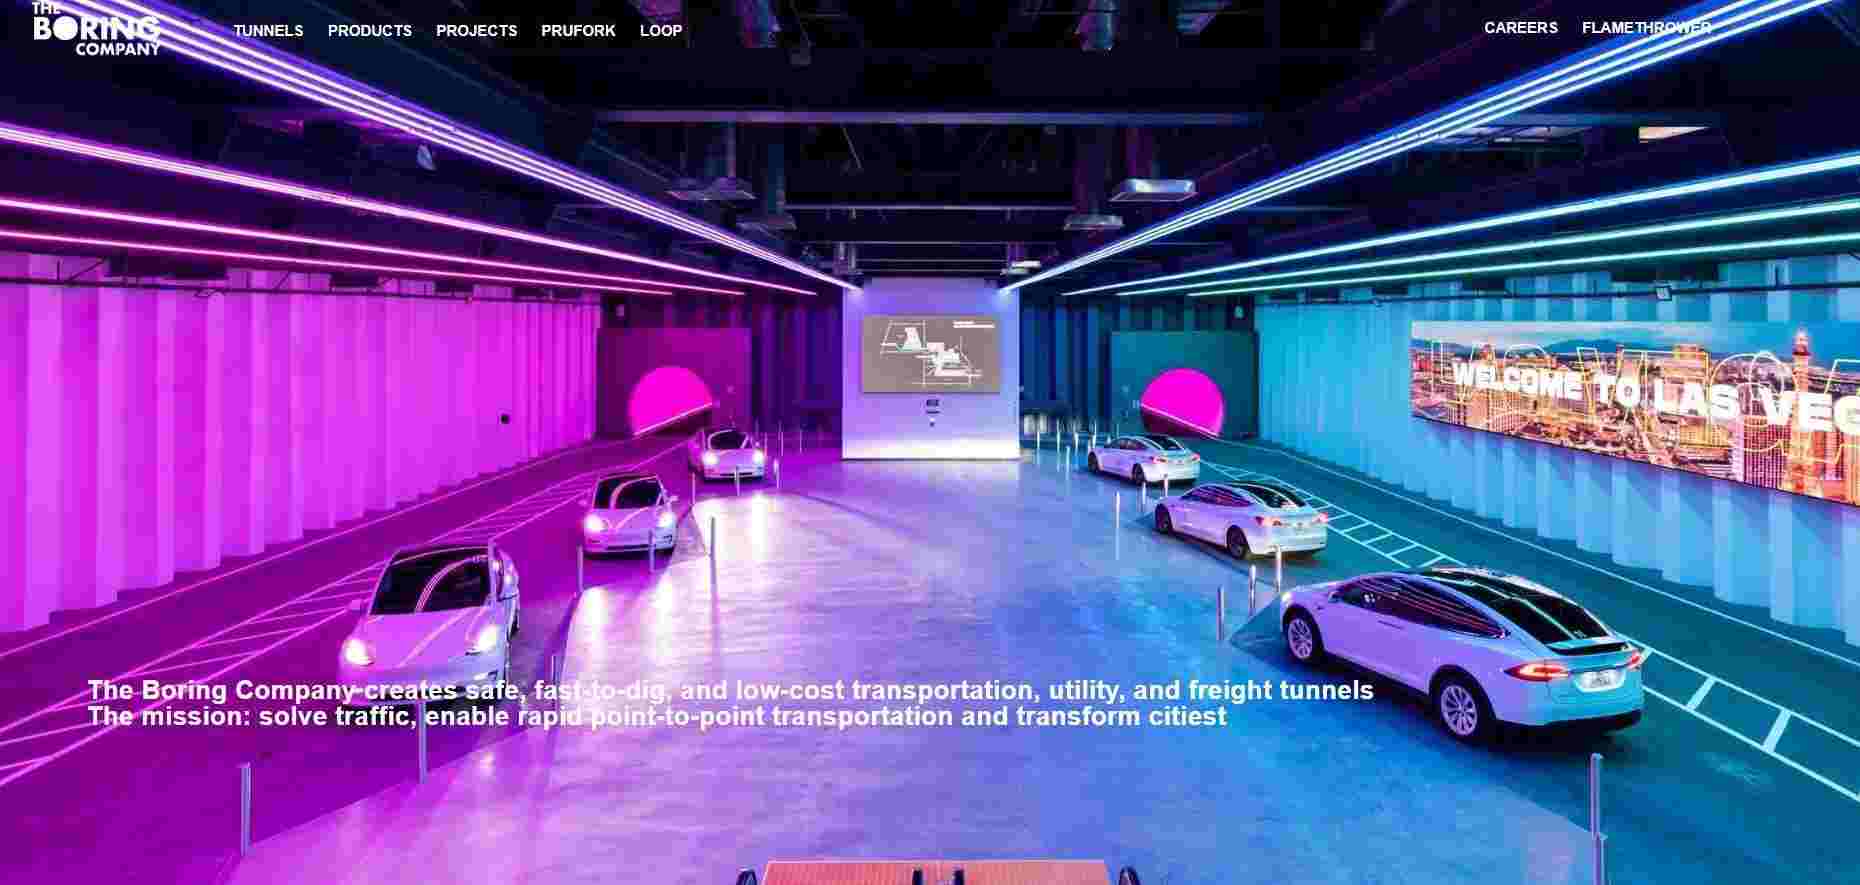 THE
BORING
COMPANY
TUNNELS PRODUCTS PROJECTS PRUFORK LOOP
CAREERS FLAMETHROWER
WELCOME TO LAS VEG
The Boring Company creates safe, fast-to-dig, and low-cost transportation, utility, and freight tunnels
The mission: solve traffic, enable rapid point-to-point transportation and transform citiest